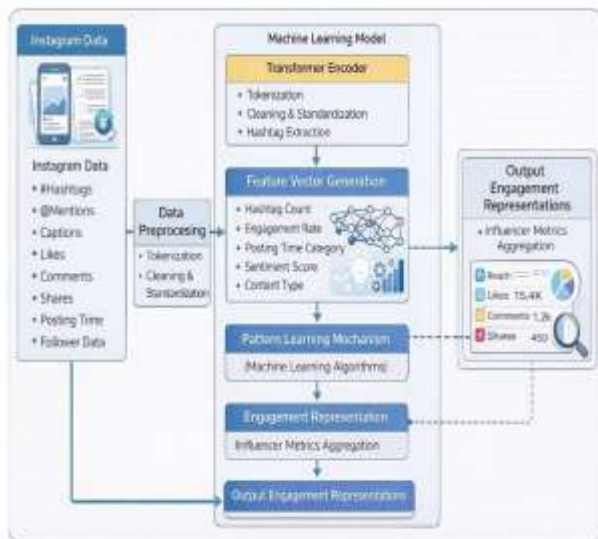 Instagram Data
Instagram Data
#Hashtags
@Mentions
Captions
Likes
Comments
Shares
Posting Time
Follower Data
Data
Preprocesing
Tokenization
Cleaning &
Standardization
Machine Learning Model
Transformer Encoder
Tokenization
Cleaning & Standardization
Hashtag Extraction
Feature Vector Generation
Hashtag Count
Engagement Rate
Posting Time Category
Sentiment Score
Content Type
Pattern Learning Mechanism
(Machine Learning Algorithms)
Engagement Representation
Influencer Metrics Aggregation
Output Engagement Representations
Output
Engagement
Representations
Influencer Metrics
Aggregation
Reach
Likes 15.4K
Comments 1.2k
Shares 450